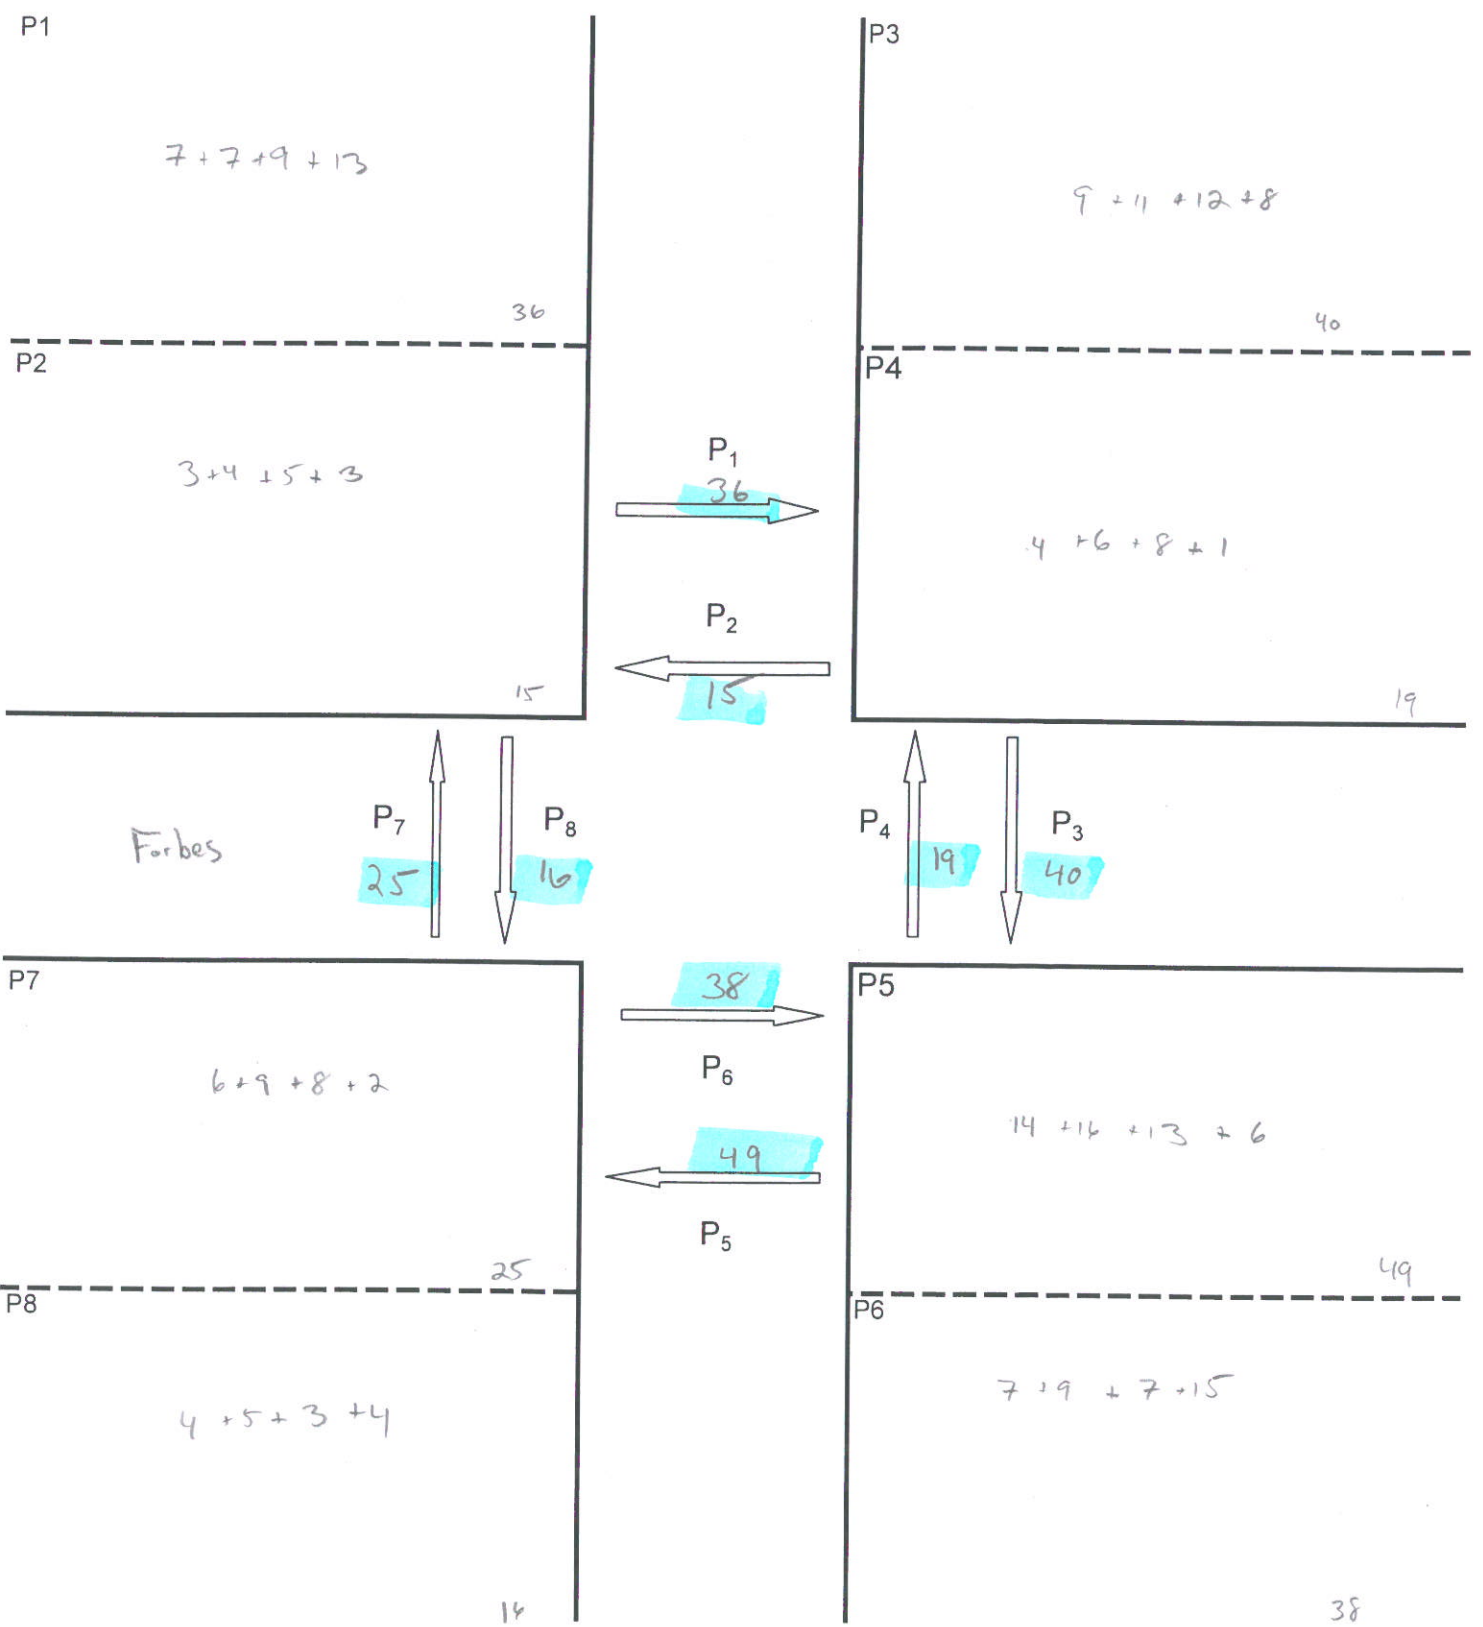 P1
7 + 7 + 9 + 13
36
P3
9 + 11 + 12 + 8
40
P2
3 + 4 + 5 + 3
15
P4
4 + 6 + 8 + 1
19
P1
36
P2
15
Forbes
P7
25
P8
16
P4
19
P3
40
38
P6
49
P5
P7
6 + 9 + 8 + 2
25
P5
14 + 16 + 13 + 6
49
P8
4 + 5 + 3 + 4
16
P6
7 + 9 + 7 + 15
38